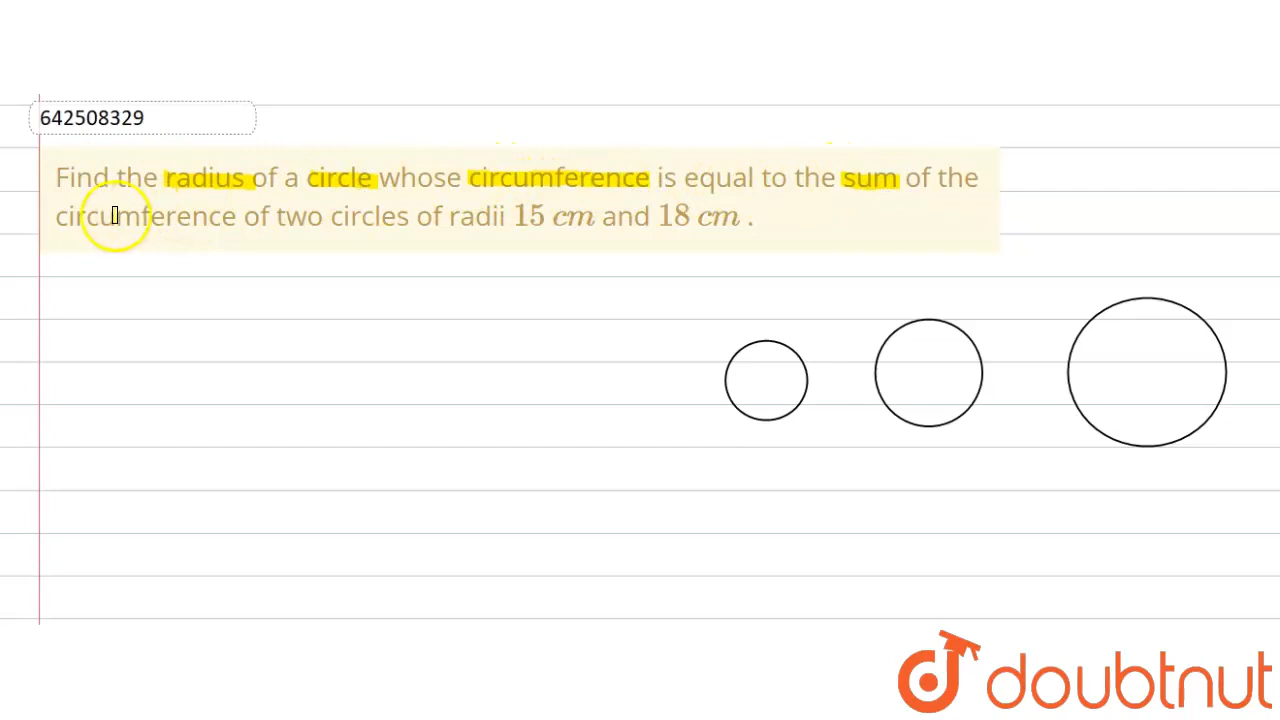 642508329
Find the radius of a circle whose circumference is equal to the sum of the
circumference of two circles of radii 15 cm and 18 cm .
doubtnut